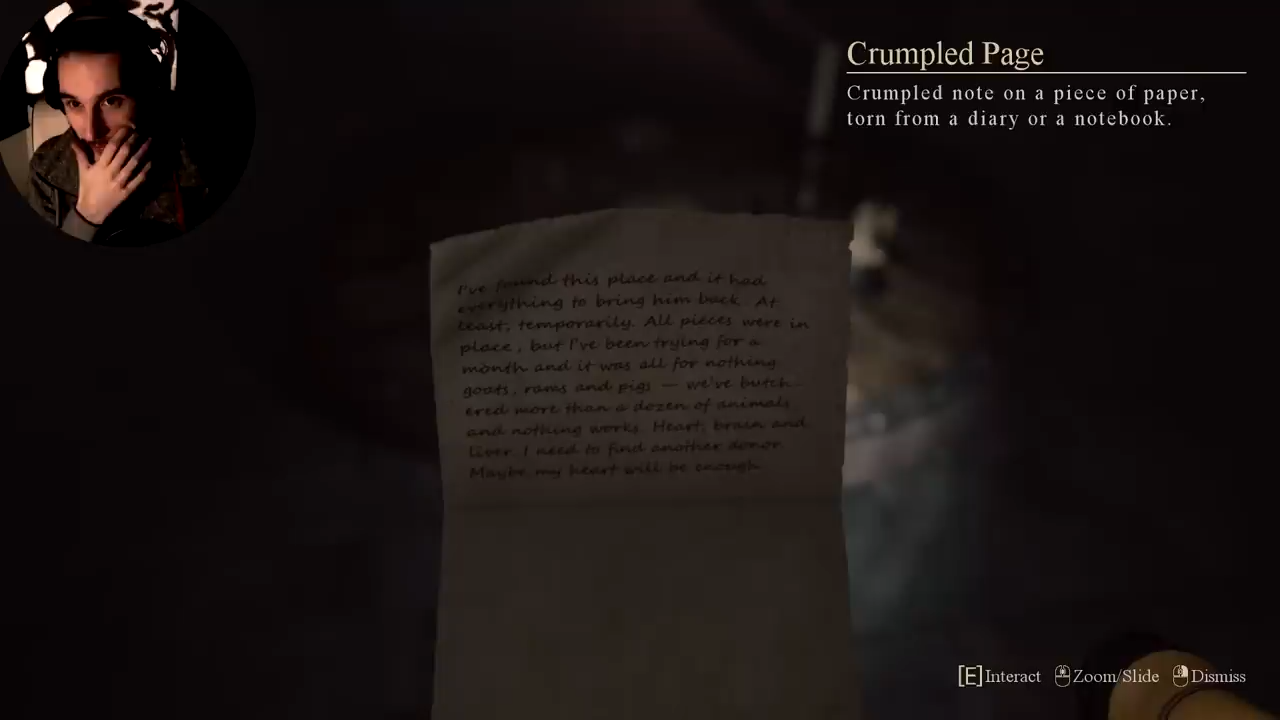 Crumpled Page
Crumpled note on a piece of paper,
torn from a diary or a notebook.
I've found this place and it had
everything to bring him back. At
least, temporarily. All pieces were in
place, but I've been trying for a
month and it was all for nothing
goats, rams and pigs — we've butch-
ered more than a dozen of animals
and nothing works. Heart, brain and
liver. I need to find another donor.
Maybe my heart will be enough.
[E]Interact Zoom/Slide Dismiss